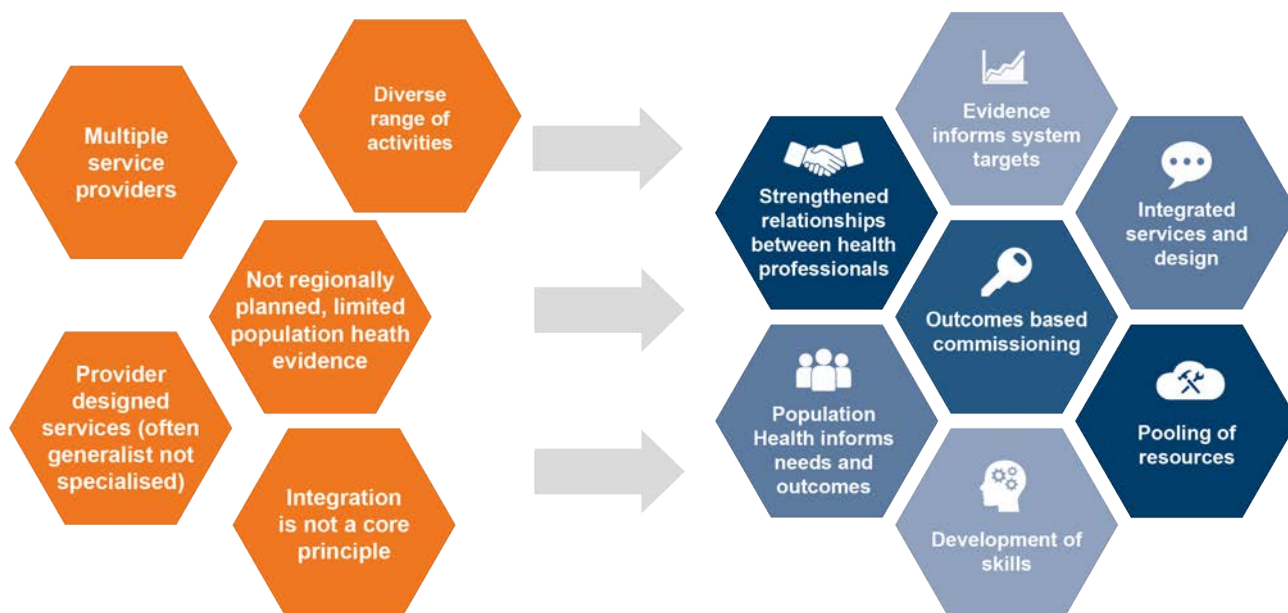 Multiple
service
providers
Diverse
range of
activities
Not regionally
planned, limited
population heath
evidence
Provider
designed
services (often
generalist not
specialised)
Integration
is not a core
principle
Evidence
informs system
targets
Strengthened
relationships
between health
professionals
Integrated
services and
design
Outcomes based
commissioning
Population
Health informs
needs and
outcomes
Pooling of
resources
Development of
skills